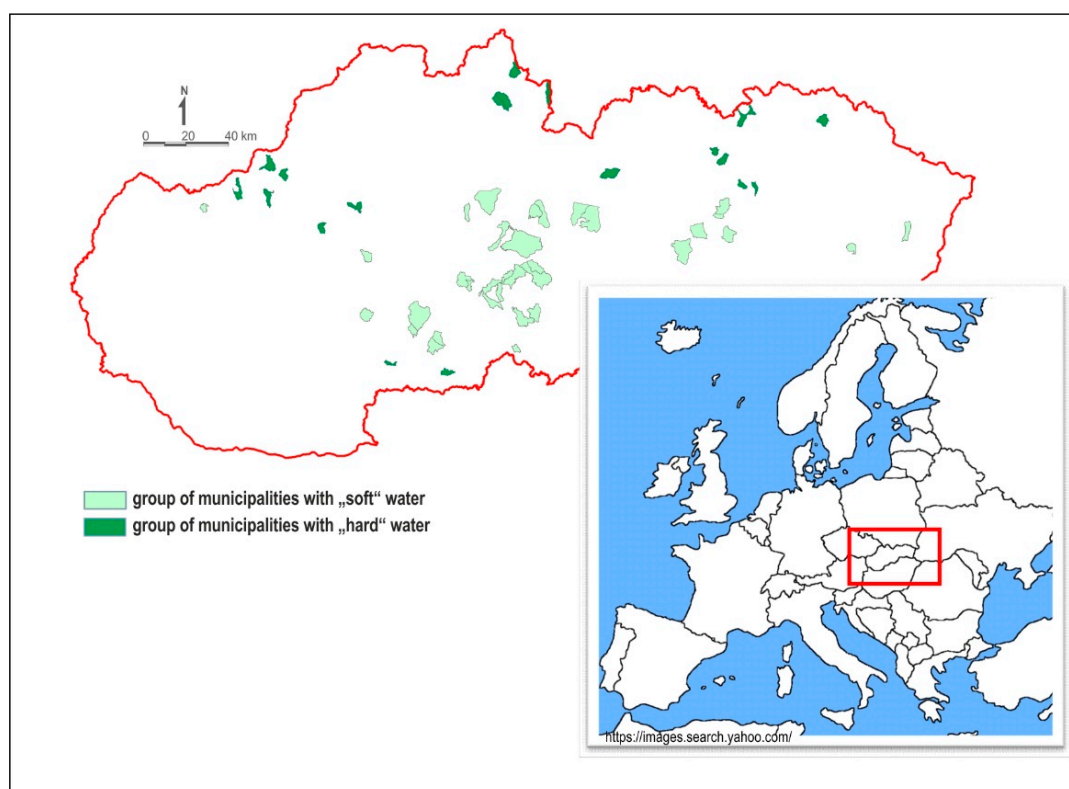 N
0 20 40 km
group of municipalities with „soft“ water
group of municipalities with „hard“ water
https://images.search.yahoo.com/